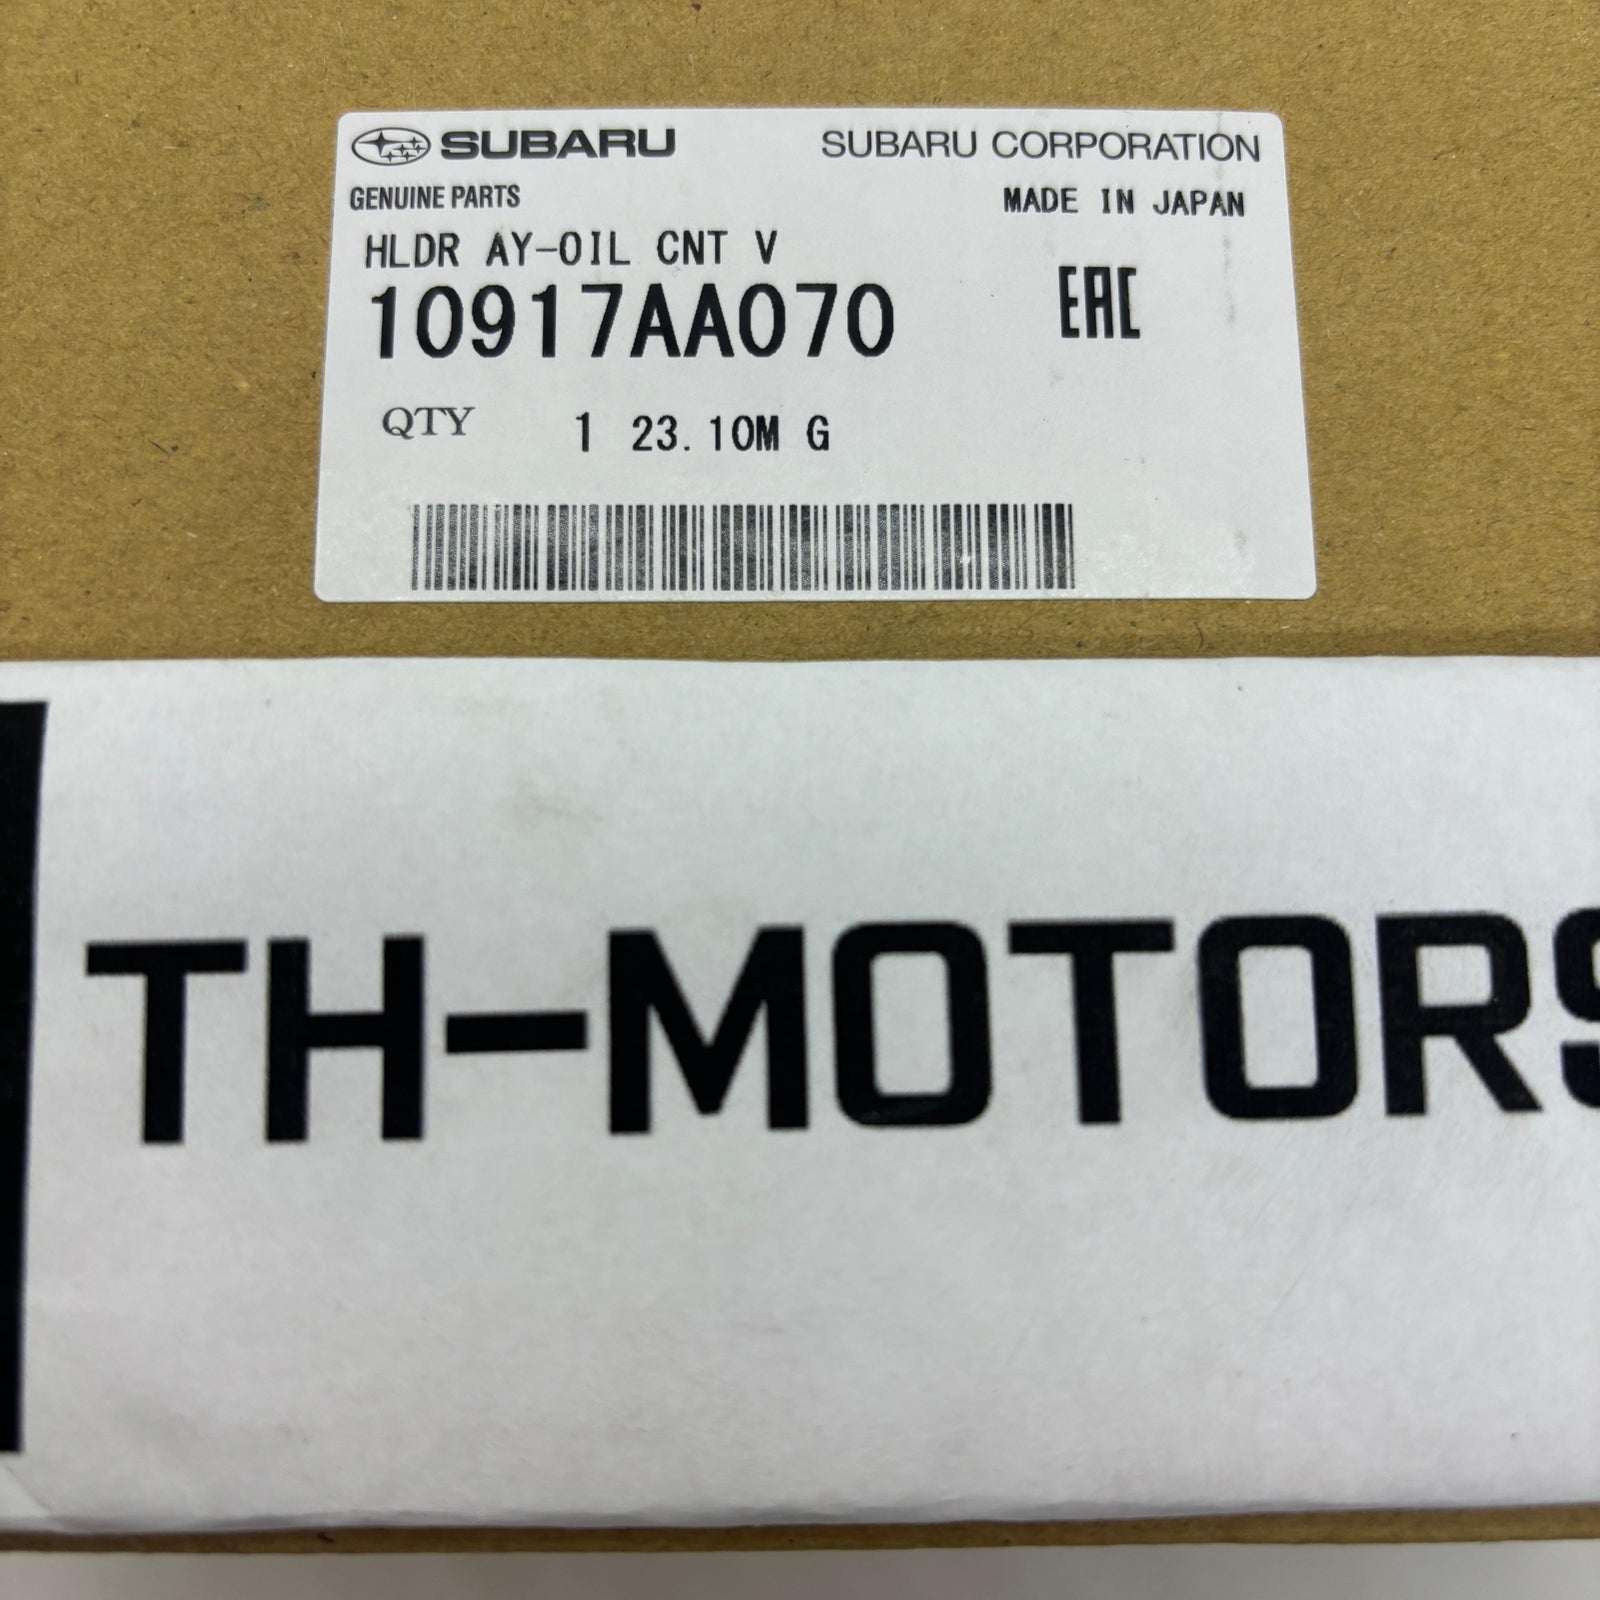 SUBARU SUBARU CORPORATION
GENUINE PARTS MADE IN JAPAN
HLDR AY-OIL CNT V
10917AA070 EAC
QTY 1 23.10M G
TH-MOTORS